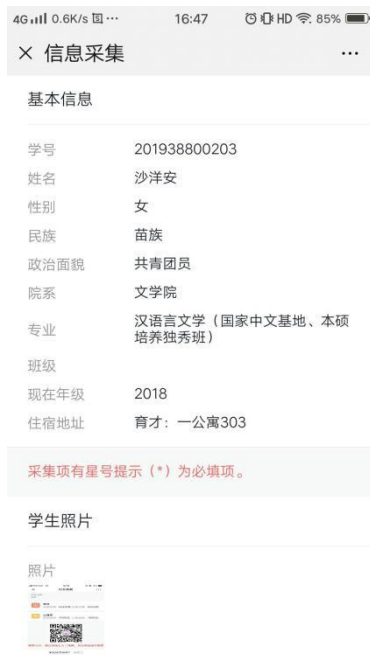 4G 0.6K/s 16:47 HD 85%
× 信息采集 ...
基本信息
学号 201938800203
姓名 沙洋安
性别 女
民族 苗族
政治面貌 共青团员
院系 文学院
专业 汉语言文学（国家中文基地、本硕
培养独秀班）
班级
现在年级 2018
住宿地址 育才：一公寓303
采集项有星号提示（*）为必填项。
学生照片
照片